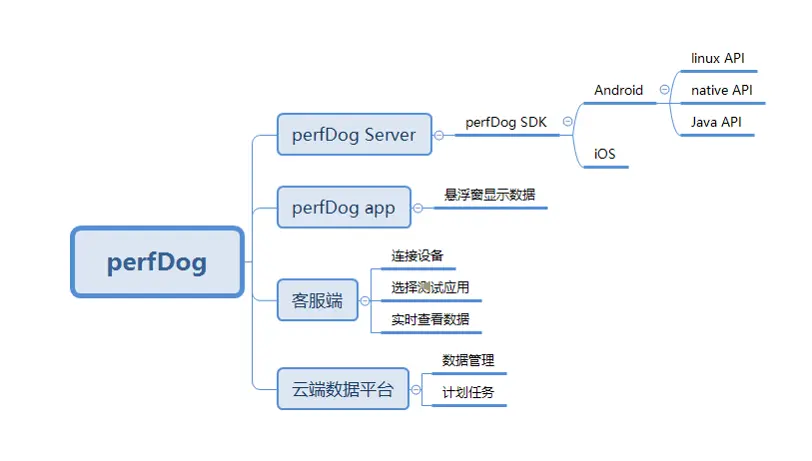 perfDog
perfDog Server
perfDog SDK
Android
linux API
native API
Java API
iOS
perfDog app
悬浮窗显示数据
客服端
连接设备
选择测试应用
实时查看数据
云端数据平台
数据管理
计划任务